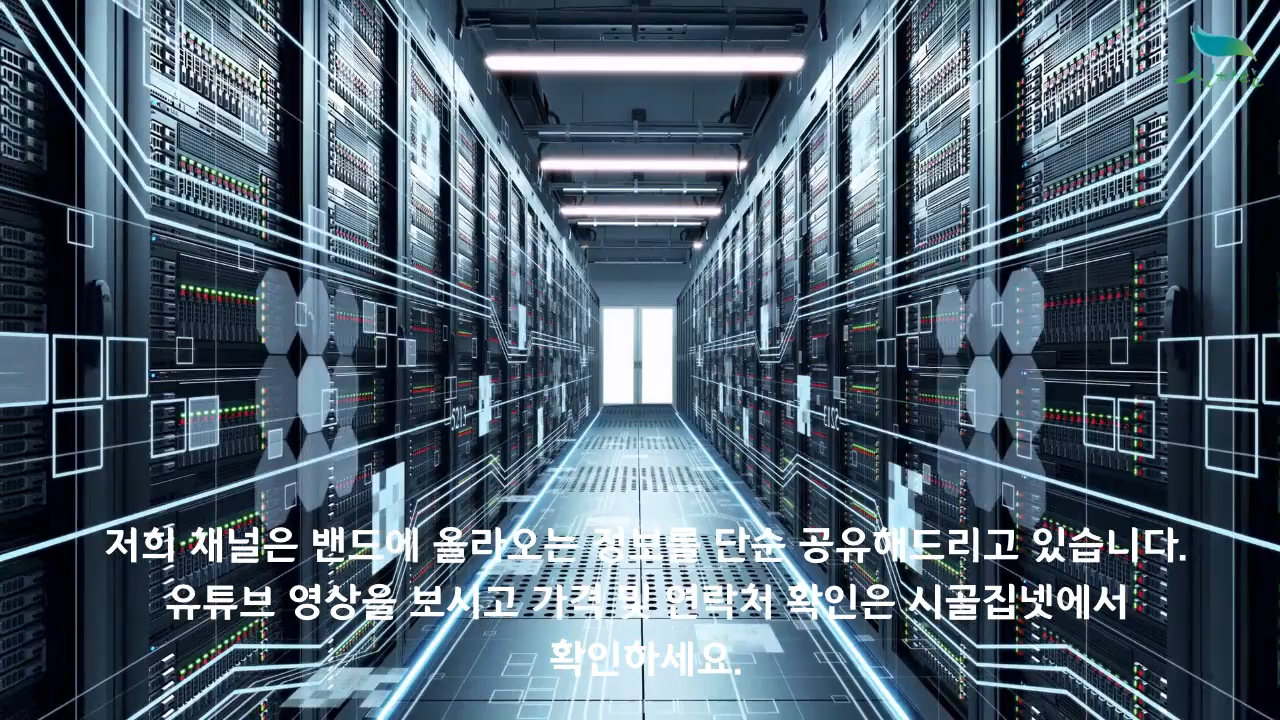 저희 채널은 밴드에 올라오는 정보를 단순 공유해드리고 있습니다.
유튜브 영상을 보시고 가격 및 연락처 확인은 시골집넷에서
확인하세요.